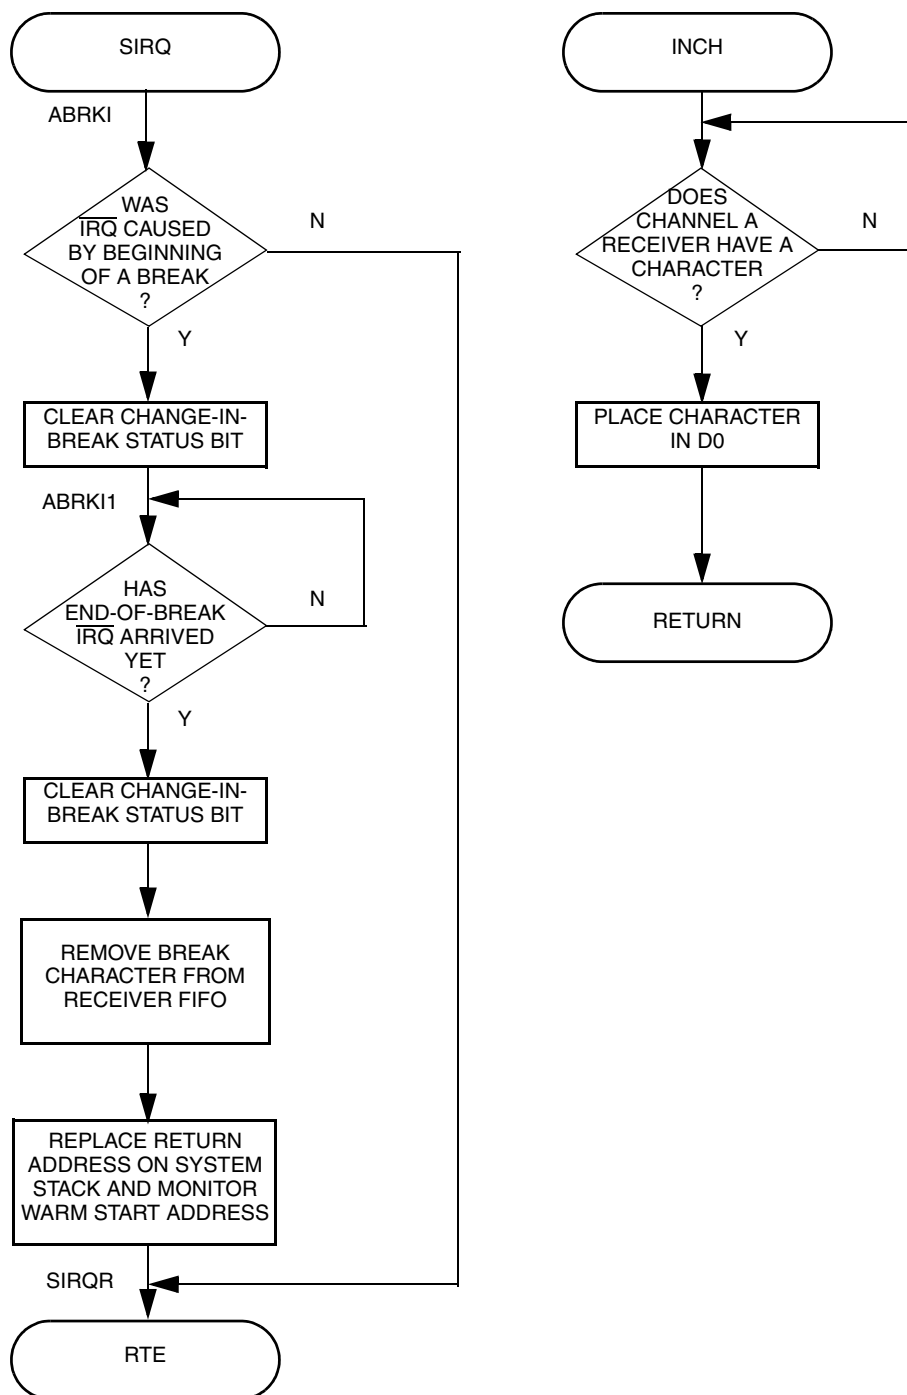 SIRQ
ABRKI
WAS
IRQ CAUSED
BY BEGINNING
OF A BREAK
?
N
Y
CLEAR CHANGE-IN-
BREAK STATUS BIT
ABRKI1
HAS
END-OF-BREAK
IRQ ARRIVED
YET
?
N
Y
CLEAR CHANGE-IN-
BREAK STATUS BIT
REMOVE BREAK
CHARACTER FROM
RECEIVER FIFO
REPLACE RETURN
ADDRESS ON SYSTEM
STACK AND MONITOR
WARM START ADDRESS
SIRQR
RTE
INCH
DOES
CHANNEL A
RECEIVER HAVE A
CHARACTER
?
N
Y
PLACE CHARACTER
IN D0
RETURN